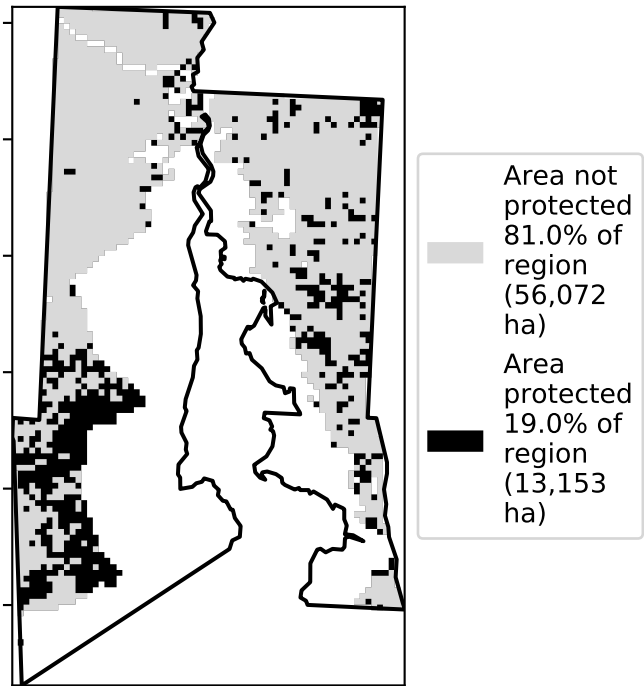 Area not
protected
81.0% of
region
(56,072
ha)
Area
protected
19.0% of
region
(13,153
ha)